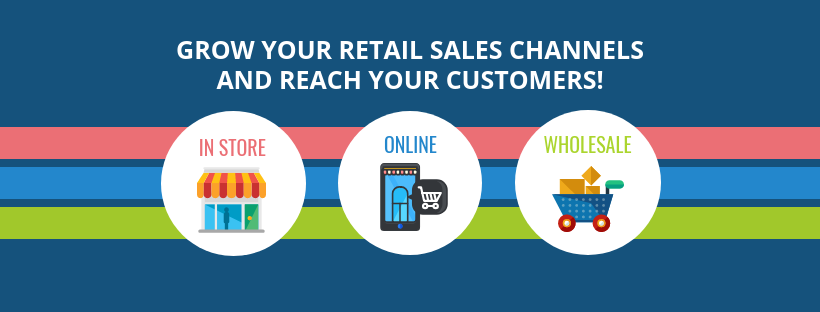 GROW YOUR RETAIL SALES CHANNELS
AND REACH YOUR CUSTOMERS!
IN STORE
ONLINE
WHOLESALE